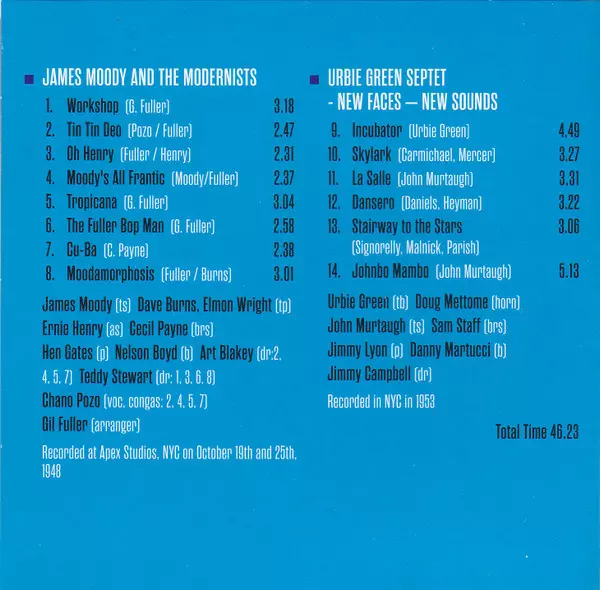 JAMES MOODY AND THE MODERNISTS
1. Workshop (G. Fuller) 3.18
2. Tin Tin Deo (Pozo / Fuller) 2.47
3. Oh Henry (Fuller / Henry) 2.31
4. Moody's All Frantic (Moody/Fuller) 2.37
5. Tropicana (G. Fuller) 3.04
6. The Fuller Bop Man (G. Fuller) 2.58
7. Cu-Ba (C. Payne) 2.38
8. Moodamorphosis (Fuller / Burns) 3.01
James Moody (ts) Dave Burns, Elmon Wright (tp)
Ernie Henry (as) Cecil Payne (brs)
Hen Gates (p) Nelson Boyd (b) Art Blakey (dr:2,
4, 5, 7) Teddy Stewart (dr: 1, 3, 6, 8)
Chano Pozo (voc, congas: 2, 4, 5, 7)
Gil Fuller (arranger)
Recorded at Apex Studios, NYC on October 19th and 25th,
1948
URBIE GREEN SEPTET
- NEW FACES — NEW SOUNDS
9. Incubator (Urbie Green) 4.49
10. Skylark (Carmichael, Mercer) 3.27
11. La Salle (John Murtaugh) 3.31
12. Dansero (Daniels, Heyman) 3.22
13. Stairway to the Stars 3.06
(Signorelly, Malnick, Parish)
14. Johnbo Mambo (John Murtaugh) 5.13
Urbie Green (tb) Doug Mettome (horn)
John Murtaugh (ts) Sam Staff (brs)
Jimmy Lyon (p) Danny Martucci (b)
Jimmy Campbell (dr)
Recorded in NYC in 1953
Total Time 46.23